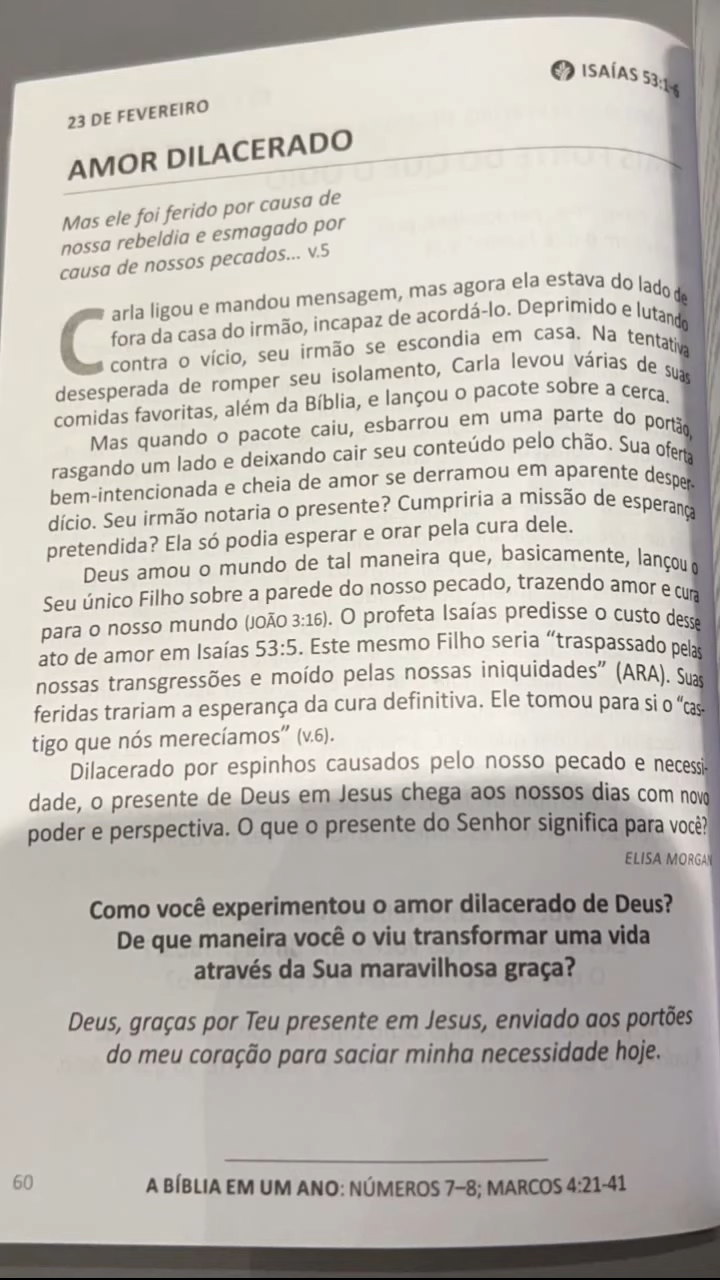 ISAÍAS 53:1-6
23 DE FEVEREIRO
AMOR DILACERADO
Mas ele foi ferido por causa de
nossa rebeldia e esmagado por
causa de nossos pecados... v.5
Carla ligou e mandou mensagem, mas agora ela estava do lado de
fora da casa do irmão, incapaz de acordá-lo. Deprimido e lutando
contra o vício, seu irmão se escondia em casa. Na tentativa
desesperada de romper seu isolamento, Carla levou várias de suas
comidas favoritas, além da Bíblia, e lançou o pacote sobre a cerca.
Mas quando o pacote caiu, esbarrou em uma parte do portão,
rasgando um lado e deixando cair seu conteúdo pelo chão. Sua oferta
bem-intencionada e cheia de amor se derramou em aparente desper-
dício. Seu irmão notaria o presente? Cumpriria a missão de esperança
pretendida? Ela só podia esperar e orar pela cura dele.
Deus amou o mundo de tal maneira que, basicamente, lançou o
Seu único Filho sobre a parede do nosso pecado, trazendo amor e cura
para o nosso mundo (JOÃO 3:16). O profeta Isaías predisse o custo desse
ato de amor em Isaías 53:5. Este mesmo Filho seria “traspassado pelas
nossas transgressões e moído pelas nossas iniquidades” (ARA). Suas
feridas trariam a esperança da cura definitiva. Ele tomou para si o “cas-
tigo que nós merecíamos” (v.6).
Dilacerado por espinhos causados pelo nosso pecado e necessi-
dade, o presente de Deus em Jesus chega aos nossos dias com novo
poder e perspectiva. O que o presente do Senhor significa para você?
ELISA MORGAN
Como você experimentou o amor dilacerado de Deus?
De que maneira você o viu transformar uma vida
através da Sua maravilhosa graça?
Deus, graças por Teu presente em Jesus, enviado aos portões
do meu coração para saciar minha necessidade hoje.
60
A BÍBLIA EM UM ANO: NÚMEROS 7–8; MARCOS 4:21-41